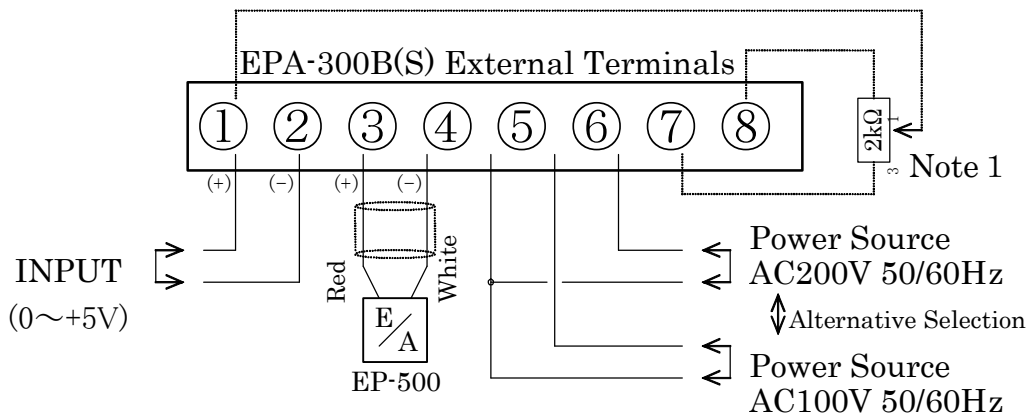 EPA-300B(S) External Terminals
① ② ③ ④ ⑤ ⑥ ⑦ ⑧
2kΩ
1
3
Note 1
(+) (−) (+) (−)
INPUT
(0～+5V)
Red
White
E/A
EP-500
Power Source
AC200V 50/60Hz
Alternative Selection
Power Source
AC100V 50/60Hz